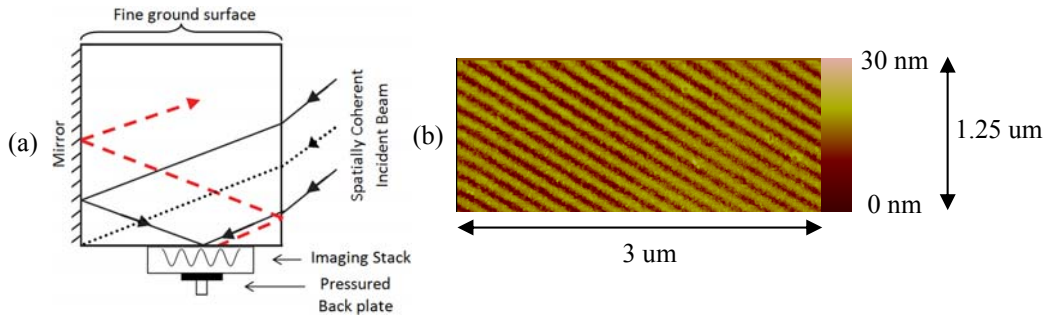 Fine ground surface
(a)
Mirror
Spatially Coherent
Incident Beam
Imaging Stack
Pressured
Back plate
(b)
30 nm
0 nm
1.25 um
3 um